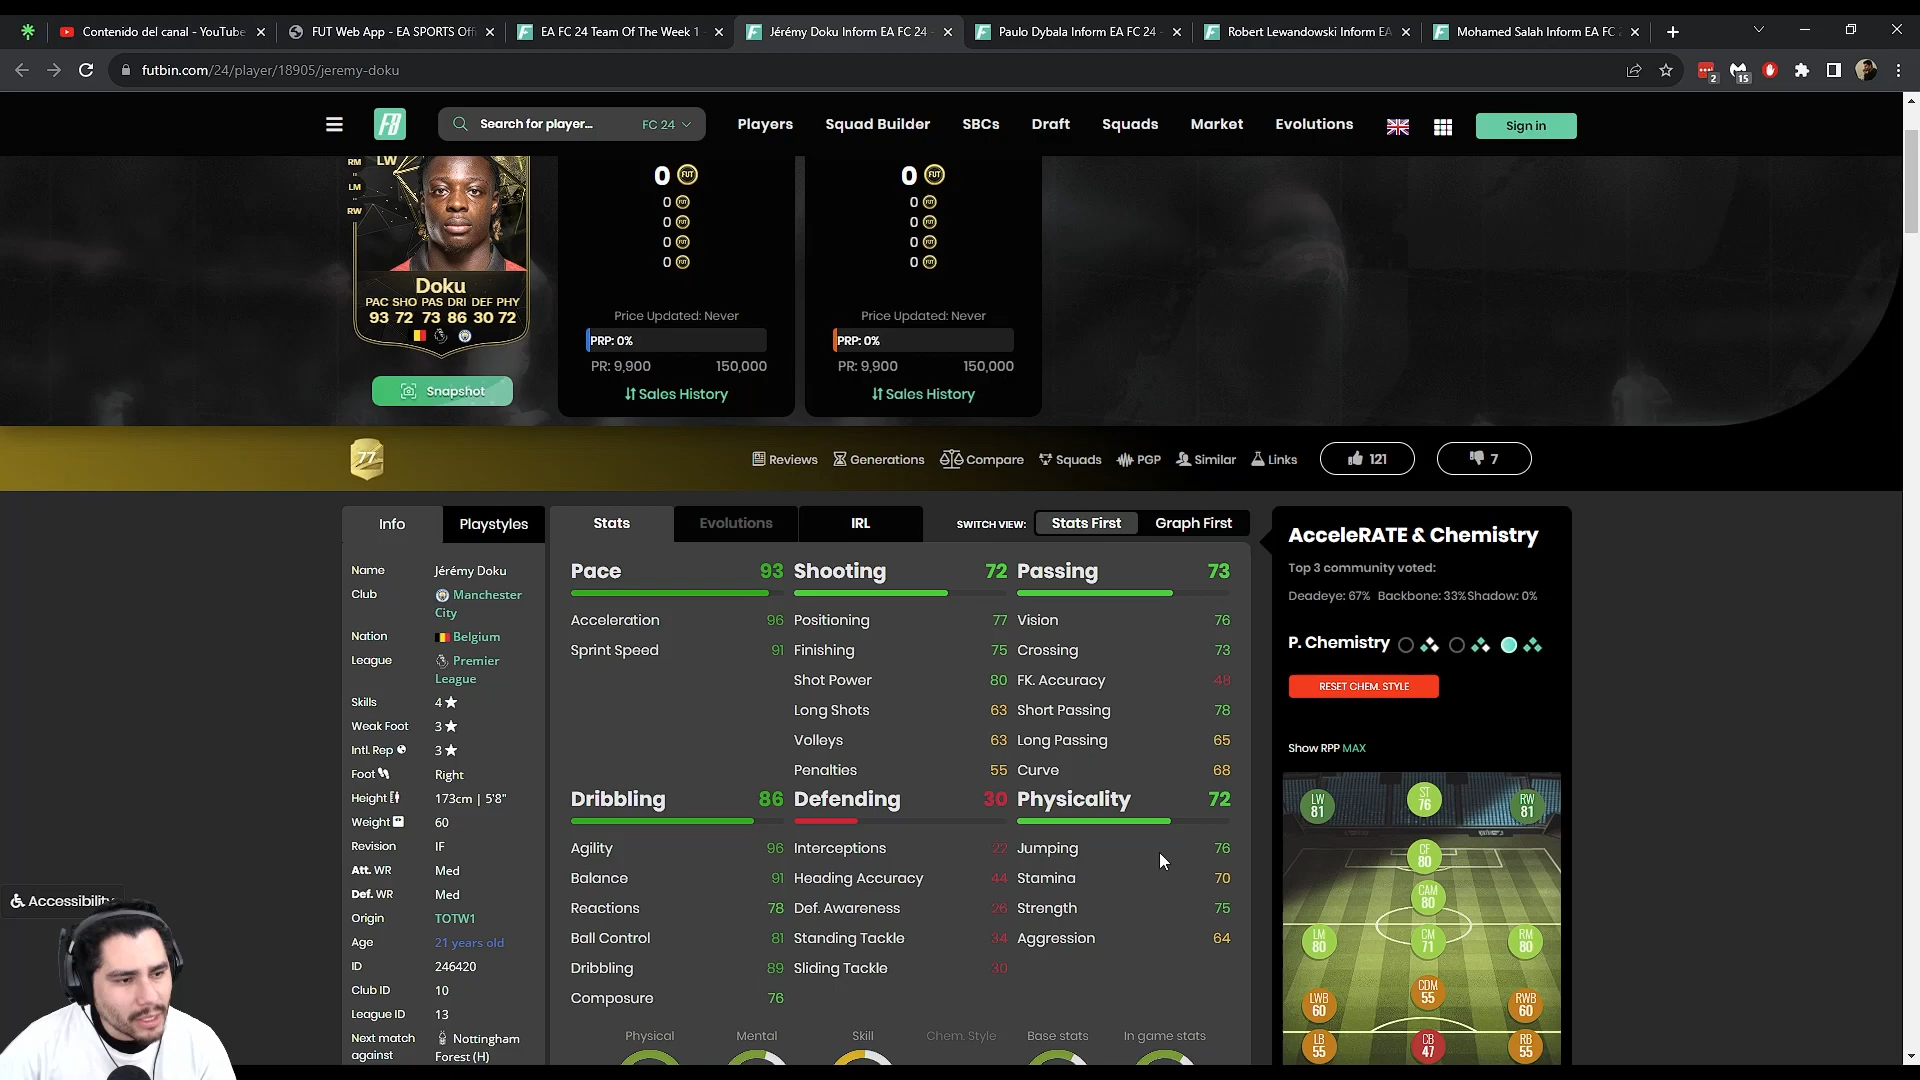 Contenido del canal - YouTube
FUT Web App - EA SPORTS Offi
EA FC 24 Team Of The Week 1 -
Jérémy Doku Inform EA FC 24 -
Paulo Dybala Inform EA FC 24 -
Robert Lewandowski Inform EA
Mohamed Salah Inform EA FC
futbin.com/24/player/18905/jeremy-doku
2
15
FB
Search for player...
FC 24
Players
Squad Builder
SBCs
Draft
Squads
Market
Evolutions
Sign in
RM
LM
RW
LW
Doku
PAC SHO PAS DRI DEF PHY
93 72 73 86 30 72
Snapshot
0
0
0
0
0
Price Updated: Never
PRP: 0%
PR: 9,900 150,000
Sales History
0
0
0
0
0
Price Updated: Never
PRP: 0%
PR: 9,900 150,000
Sales History
77
Reviews
Generations
Compare
Squads
PGP
Similar
Links
121
7
Info
Playstyles
Name Jérémy Doku
Club Manchester
City
Nation Belgium
League Premier
League
Skills 4
Weak Foot 3
Intl. Rep 3
Foot Right
Height 173cm | 5'8"
Weight 60
Revision IF
Att. WR Med
Def. WR Med
Origin TOTW1
Age 21 years old
ID 246420
Club ID 10
League ID 13
Next match Nottingham
against Forest (H)
Stats
Evolutions
IRL
SWITCH VIEW:
Stats First
Graph First
Pace 93
Acceleration 96
Sprint Speed 91
Shooting 72
Positioning 77
Finishing 75
Shot Power 80
Long Shots 63
Volleys 63
Penalties 55
Passing 73
Vision 76
Crossing 73
FK. Accuracy 48
Short Passing 78
Long Passing 65
Curve 68
Dribbling 86
Agility 96
Balance 91
Reactions 78
Ball Control 81
Dribbling 89
Composure 76
Defending 30
Interceptions 22
Heading Accuracy 44
Def. Awareness 26
Standing Tackle 34
Sliding Tackle 30
Physicality 72
Jumping 76
Stamina 70
Strength 75
Aggression 64
Physical
Mental
Skill
Chem. Style
Base stats
In game stats
AcceleRATE & Chemistry
Top 3 community voted:
Deadeye: 67% Backbone: 33% Shadow: 0%
P. Chemistry
RESET CHEM. STYLE
Show RPP MAX
LW
81
ST
76
RW
81
CF
80
CAM
80
LM
80
CM
71
RM
80
LWB
60
CDM
55
RWB
60
LB
55
CB
47
RB
55
Accessibility